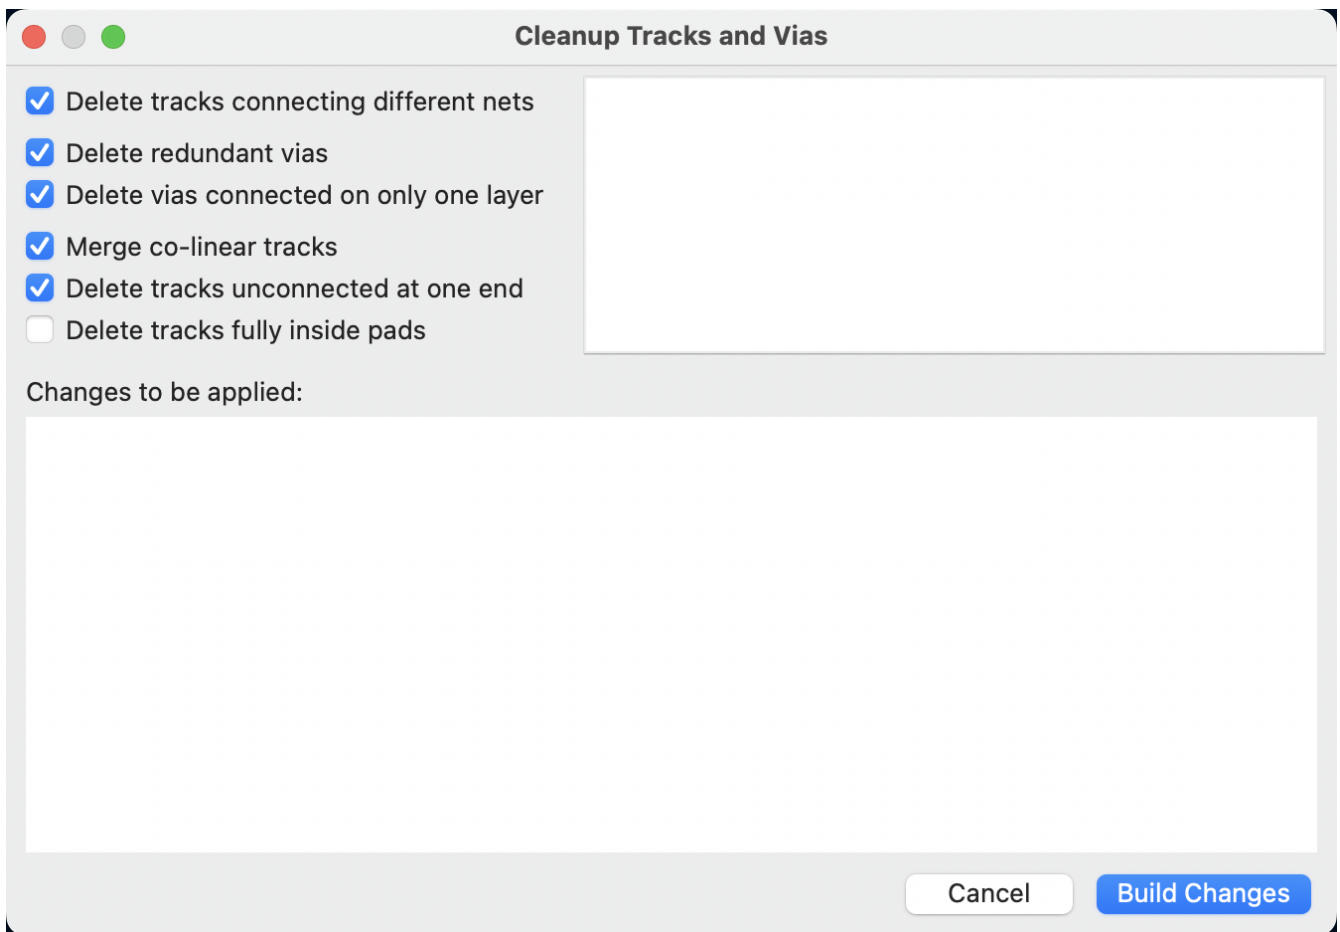 Cleanup Tracks and Vias
Delete tracks connecting different nets
Delete redundant vias
Delete vias connected on only one layer
Merge co-linear tracks
Delete tracks unconnected at one end
Delete tracks fully inside pads
Changes to be applied:
Cancel
Build Changes